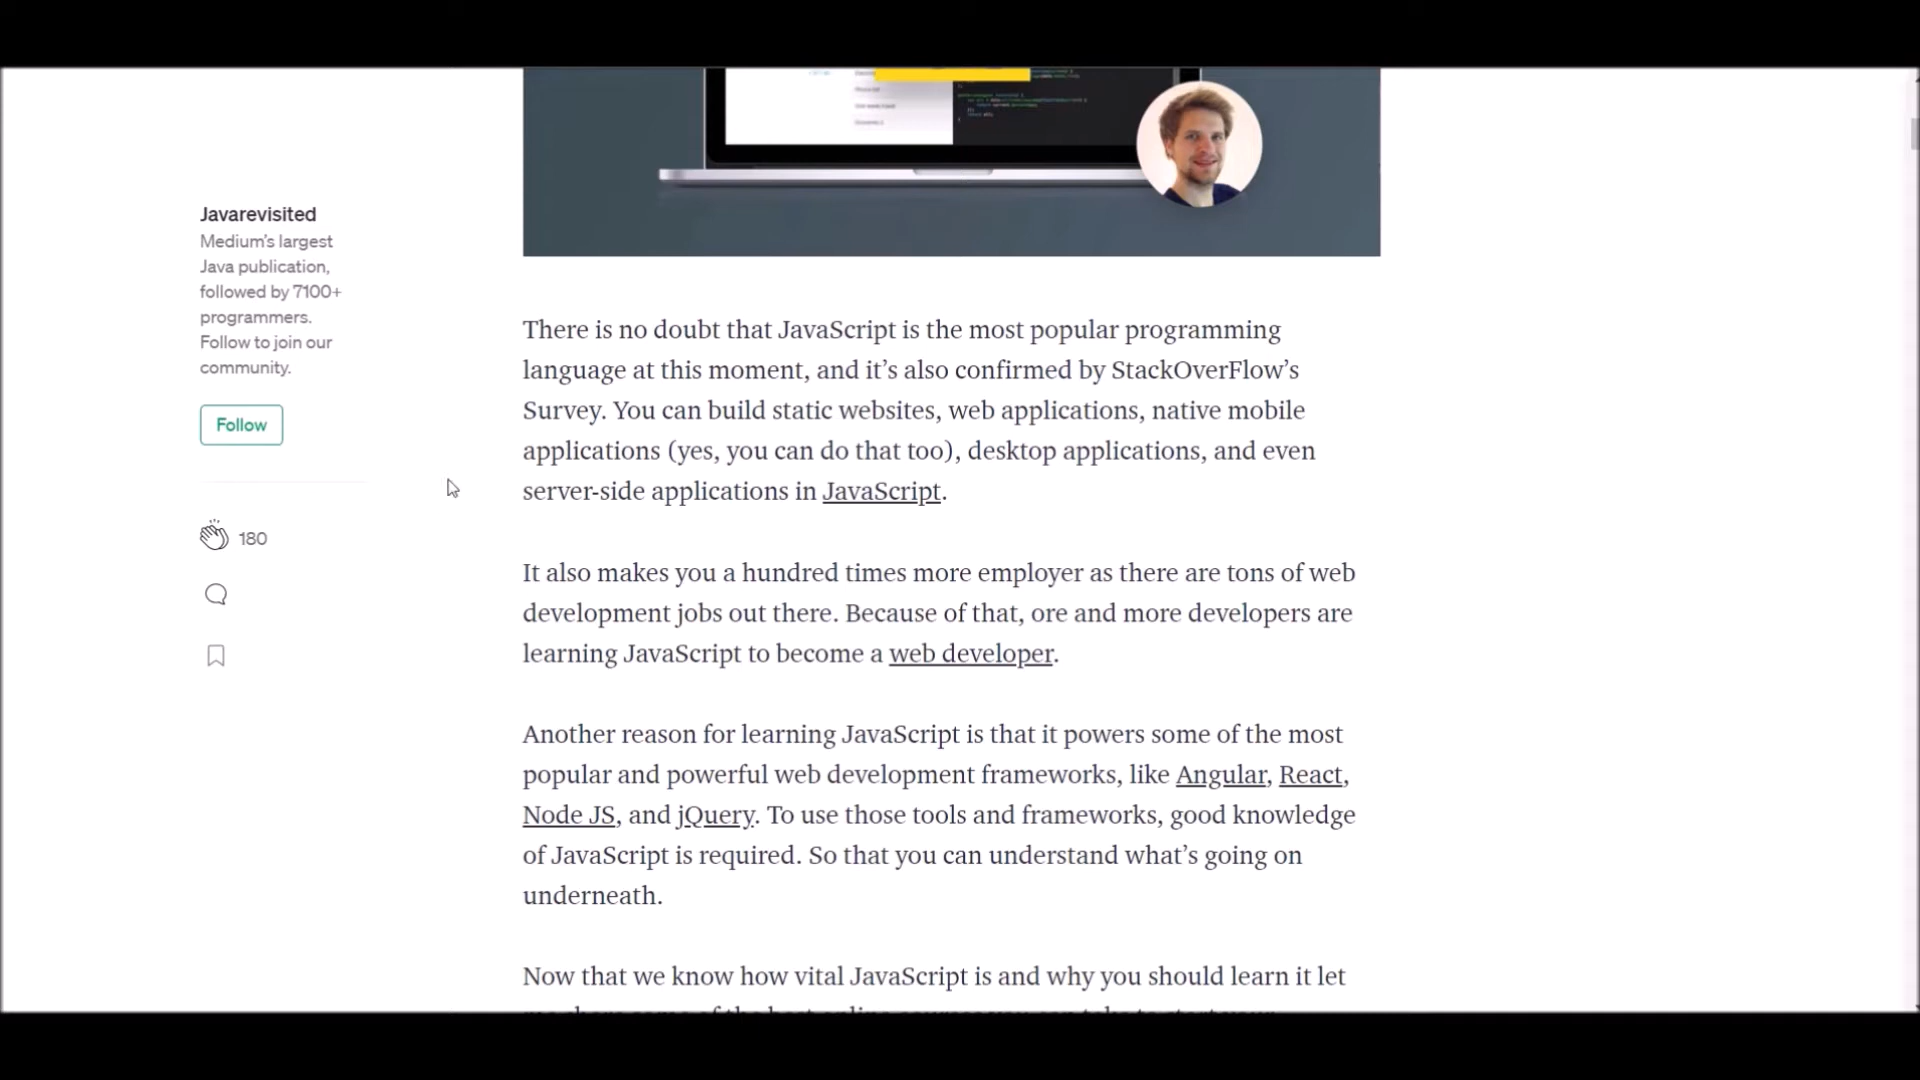 Javarevisited
Medium’s largest
Java publication,
followed by 7100+
programmers.
Follow to join our
community.
Follow
180
There is no doubt that JavaScript is the most popular programming
language at this moment, and it’s also confirmed by StackOverFlow’s
Survey. You can build static websites, web applications, native mobile
applications (yes, you can do that too), desktop applications, and even
server-side applications in JavaScript.
It also makes you a hundred times more employer as there are tons of web
development jobs out there. Because of that, ore and more developers are
learning JavaScript to become a web developer.
Another reason for learning JavaScript is that it powers some of the most
popular and powerful web development frameworks, like Angular, React,
Node JS, and jQuery. To use those tools and frameworks, good knowledge
of JavaScript is required. So that you can understand what’s going on
underneath.
Now that we know how vital JavaScript is and why you should learn it let